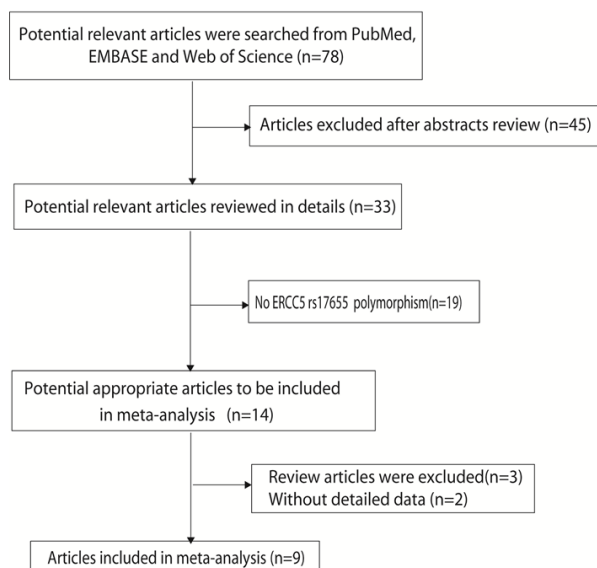 Potential relevant articles were searched from PubMed,
EMBASE and Web of Science (n=78)
Articles excluded after abstracts review (n=45)
Potential relevant articles reviewed in details (n=33)
No ERCC5 rs17655 polymorphism(n=19)
Potential appropriate articles to be included
in meta-analysis (n=14)
Review articles were excluded(n=3)
Without detailed data (n=2)
Articles included in meta-analysis (n=9)